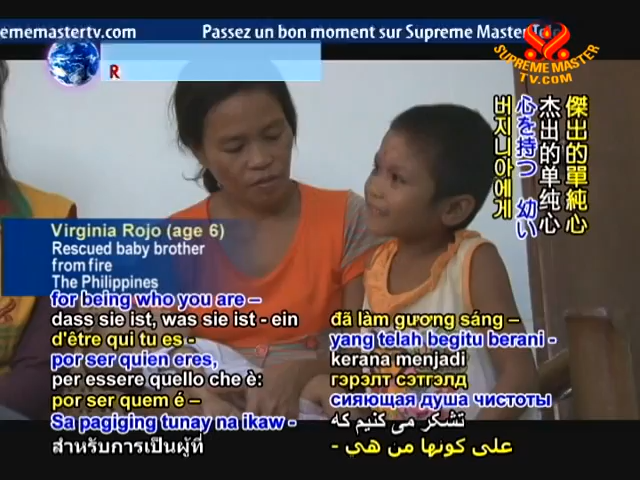 ememastertv.com
Passez un bon moment sur Supreme Master Te
R
SUPREME MASTER
TV.COM
傑出的單純心
杰出的单纯心
心を持つ 幼い
버지니아에게
Virginia Rojo (age 6)
Rescued baby brother
from fire
The Philippines
for being who you are –
dass sie ist, was sie ist - ein
d'être qui tu es -
por ser quien eres,
per essere quello che è:
por ser quem é –
Sa pagiging tunay na ikaw -
สำหรับการเป็นผู้ที่
đã làm gương sáng –
yang telah begitu berani -
kerana menjadi
гэрэлт сэтгэлд
сияющая душа чистоты
تشکر می کنیم که
على كونها من هي -